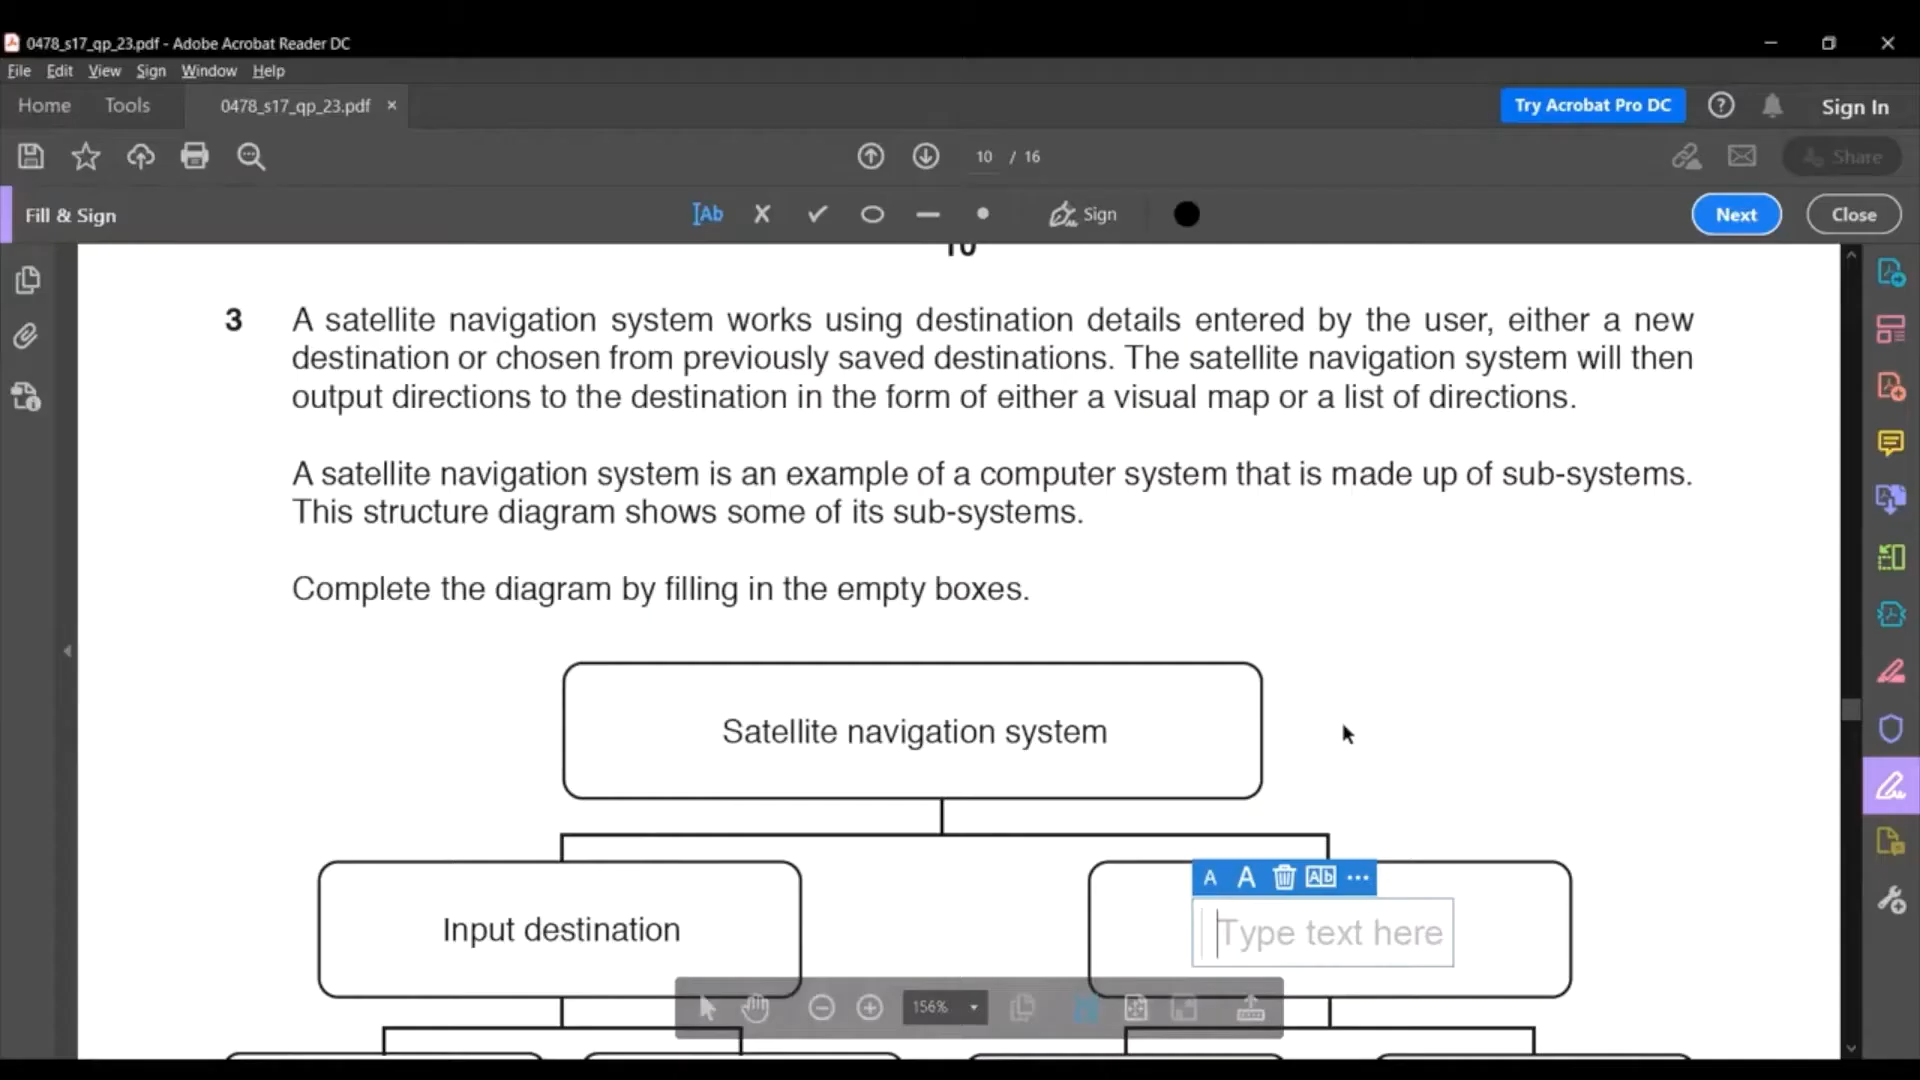 0478_s17_qp_23.pdf - Adobe Acrobat Reader DC
File Edit View Sign Window Help
Home Tools 0478_s17_qp_23.pdf × Try Acrobat Pro DC ? Sign In
10 / 16 Share
Fill & Sign Ab Sign Next Close
10
3 A satellite navigation system works using destination details entered by the user, either a new
destination or chosen from previously saved destinations. The satellite navigation system will then
output directions to the destination in the form of either a visual map or a list of directions.
A satellite navigation system is an example of a computer system that is made up of sub-systems.
This structure diagram shows some of its sub-systems.
Complete the diagram by filling in the empty boxes.
Satellite navigation system
A A Ab ...
Input destination
Type text here
156%